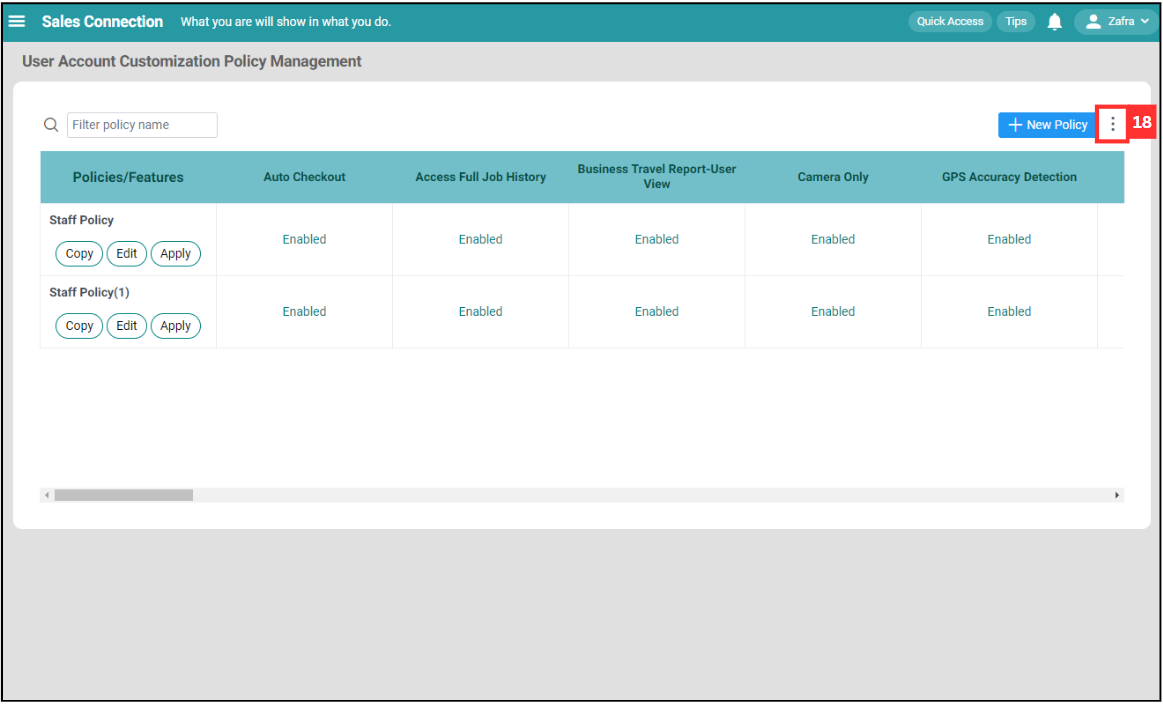 Sales Connection What you are will show in what you do. Quick Access Tips Zafra
User Account Customization Policy Management
Filter policy name + New Policy 18
Policies/Features Auto Checkout Access Full Job History Business Travel Report-User View Camera Only GPS Accuracy Detection
Staff Policy
Enabled Enabled Enabled Enabled Enabled
Copy Edit Apply
Staff Policy(1)
Enabled Enabled Enabled Enabled Enabled
Copy Edit Apply